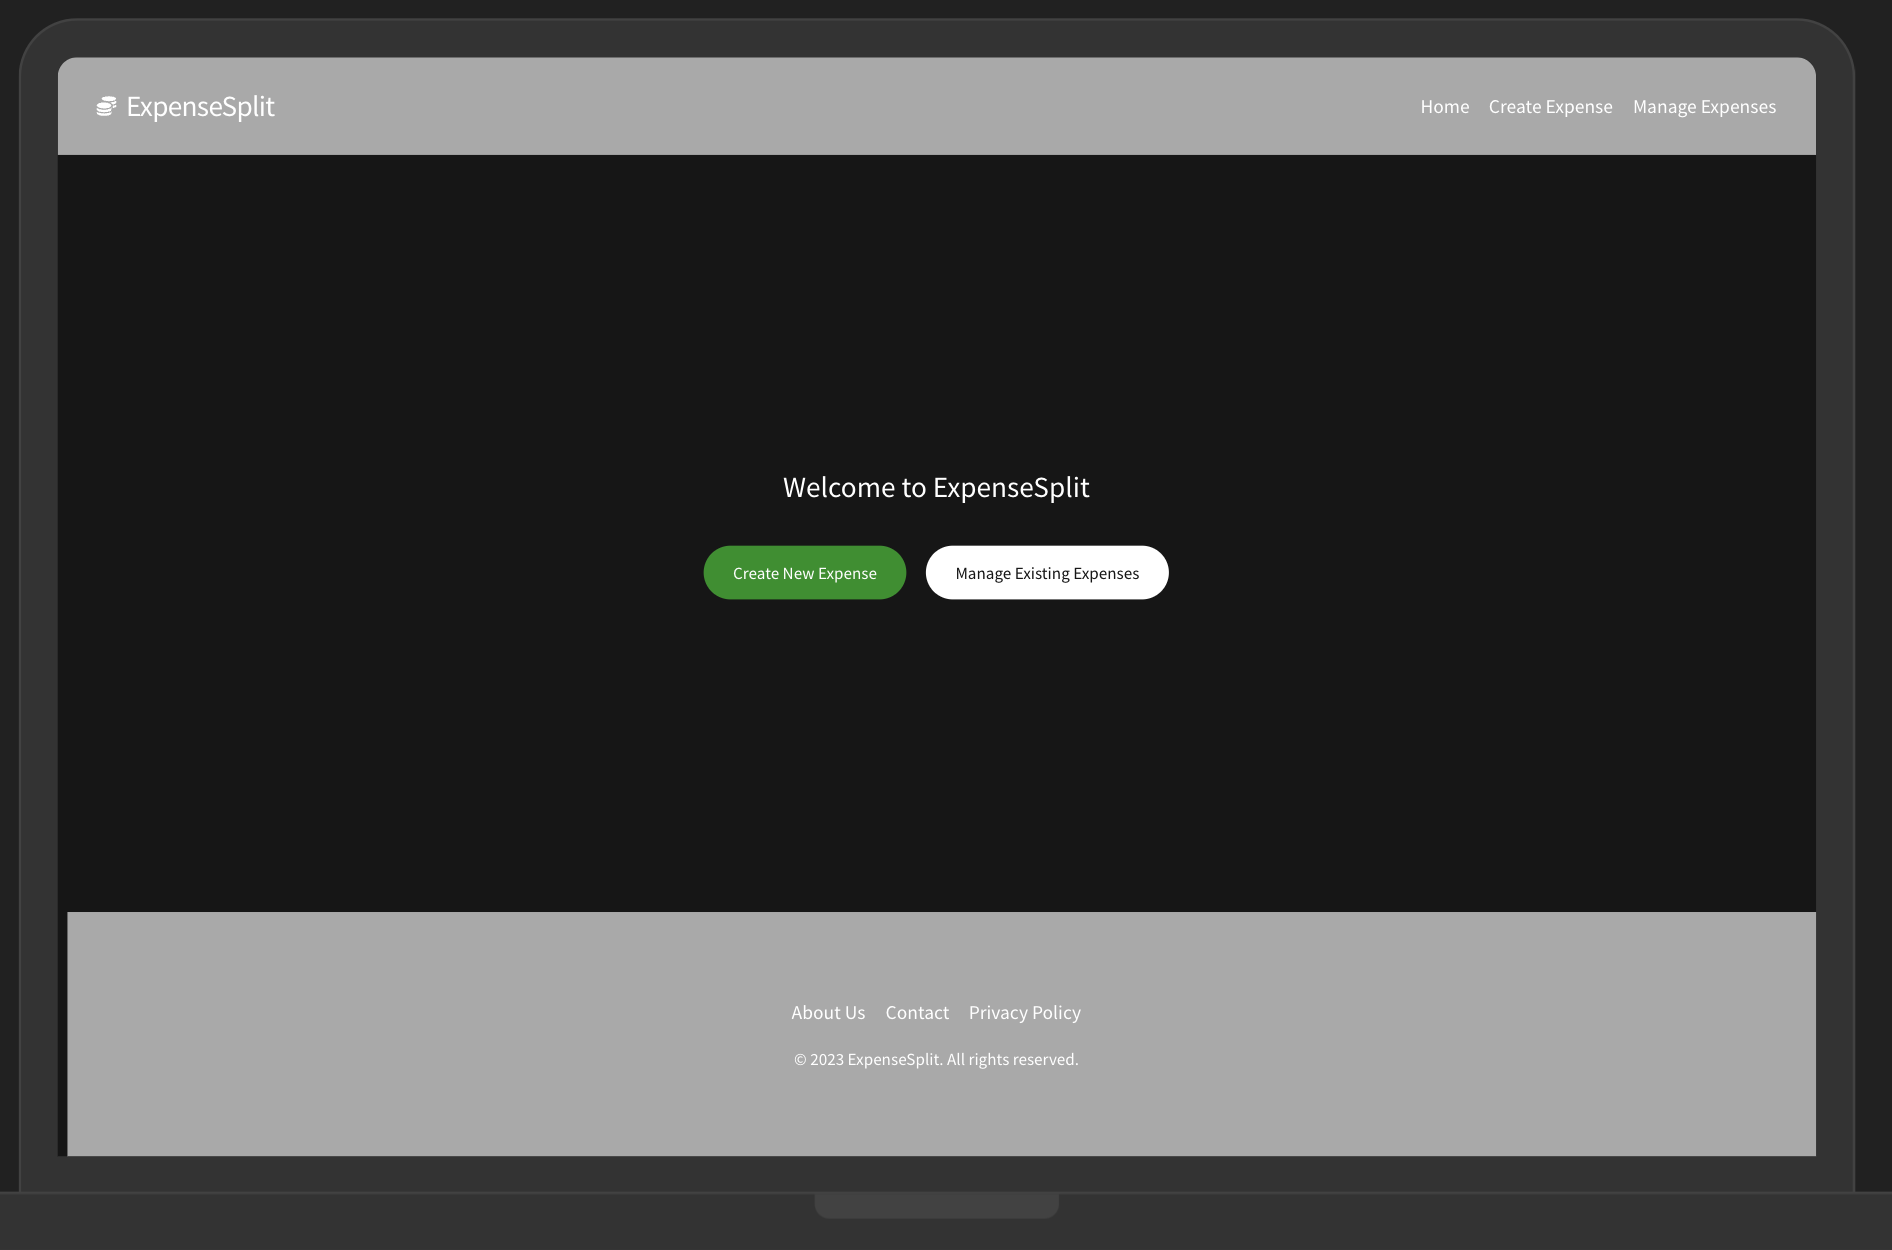 ExpenseSplit
Home Create Expense Manage Expenses
Welcome to ExpenseSplit
Create New Expense
Manage Existing Expenses
About Us Contact Privacy Policy
© 2023 ExpenseSplit. All rights reserved.